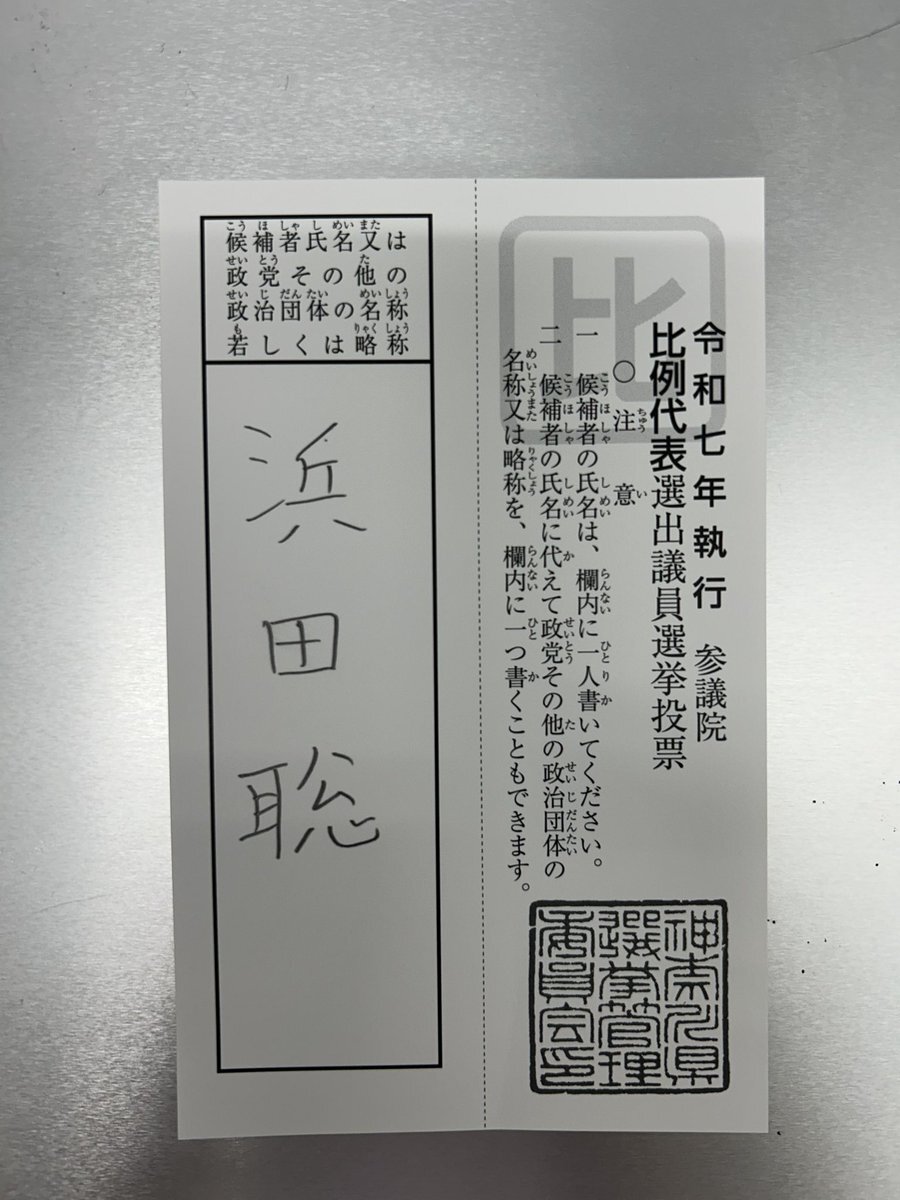 比
令和七年執行 参議院
比例代表選出議員選挙投票
○注意
一 候補者の氏名は、欄内に一人書いてください。
二 候補者の氏名に代えて政党その他の政治団体の
名称又は略称を、欄内に一つ書くこともできます。
神奈川県
選挙管理
委員会印
候補者氏名又は
政党その他の
政治団体の名称
若しくは略称
浜田聡